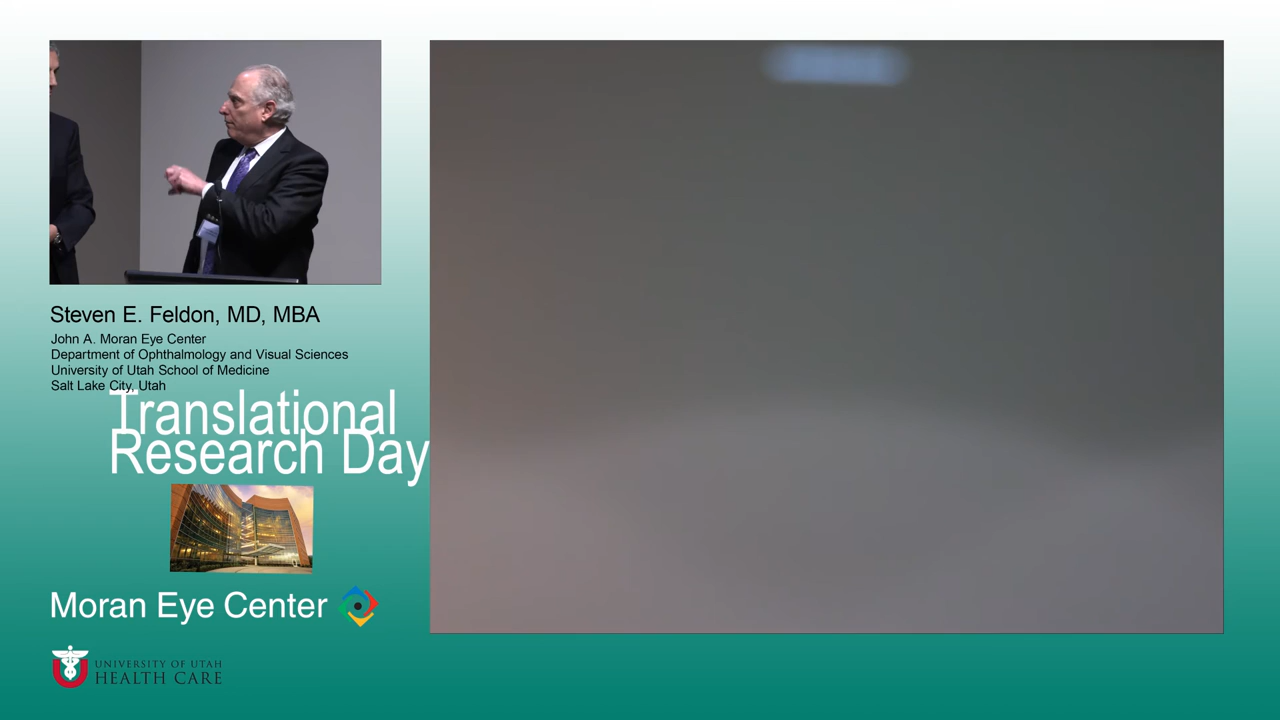 Steven E. Feldon, MD, MBA
John A. Moran Eye Center
Department of Ophthalmology and Visual Sciences
University of Utah School of Medicine
Salt Lake City, Utah
Translational
Research Day
Moran Eye Center
UNIVERSITY OF UTAH
HEALTH CARE